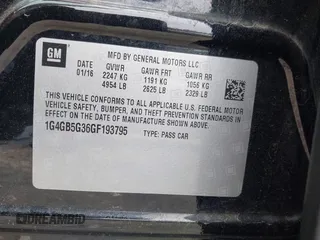 GM
MFD BY GENERAL MOTORS LLC
DATE GVWR GAWR FRT GAWR RR
01/16 2247 KG 1191 KG 1056 KG
4954 LB 2625 LB 2329 LB
THIS VEHICLE CONFORMS TO ALL APPLICABLE U.S. FEDERAL MOTOR
VEHICLE SAFETY, BUMPER, AND THEFT PREVENTION STANDARDS
IN EFFECT ON THE DATE OF MANUFACTURE SHOWN ABOVE.
1G4GB5G36GF193795 TYPE: PASS CAR
iDREAMBID